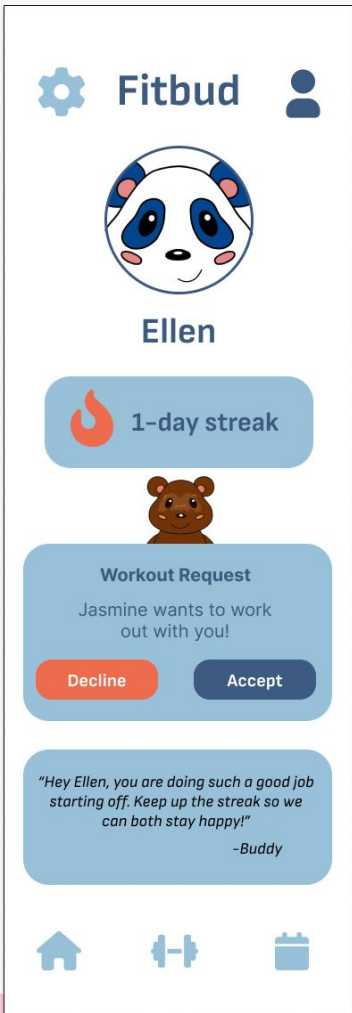 Fitbud
Ellen
1-day streak
Workout Request
Jasmine wants to work
out with you!
Decline
Accept
“Hey Ellen, you are doing such a good job
starting off. Keep up the streak so we
can both stay happy!”
-Buddy